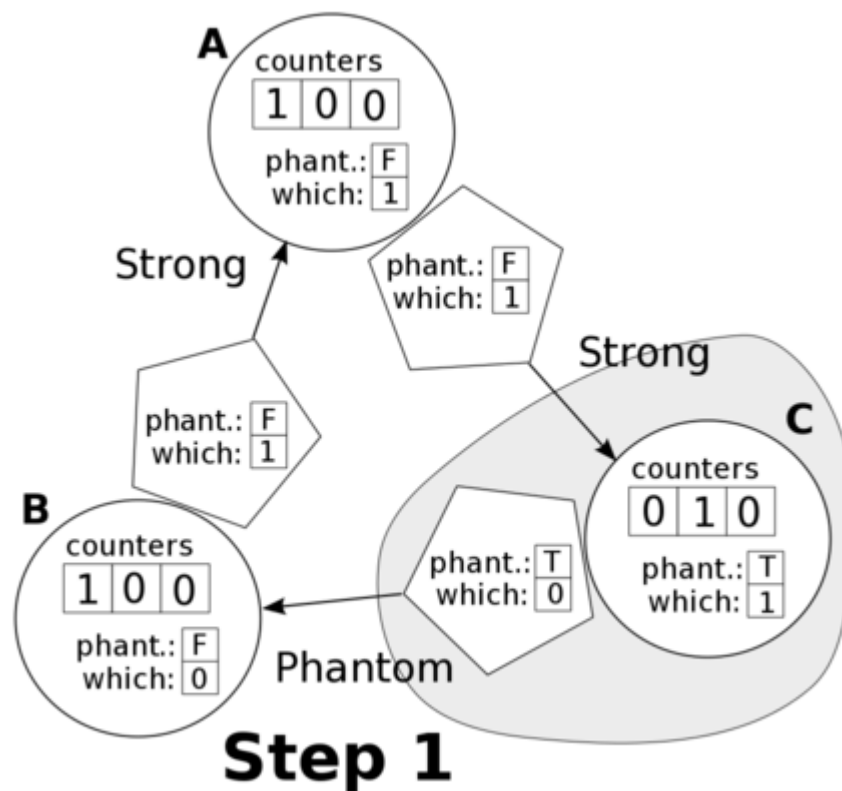 A
counters
1 0 0
phant.: F
which: 1
Strong
phant.: F
which: 1
Strong
phant.: F
which: 1
C
counters
0 1 0
phant.: T
which: 1
B
counters
1 0 0
phant.: F
which: 0
phant.: T
which: 0
Phantom
Step 1